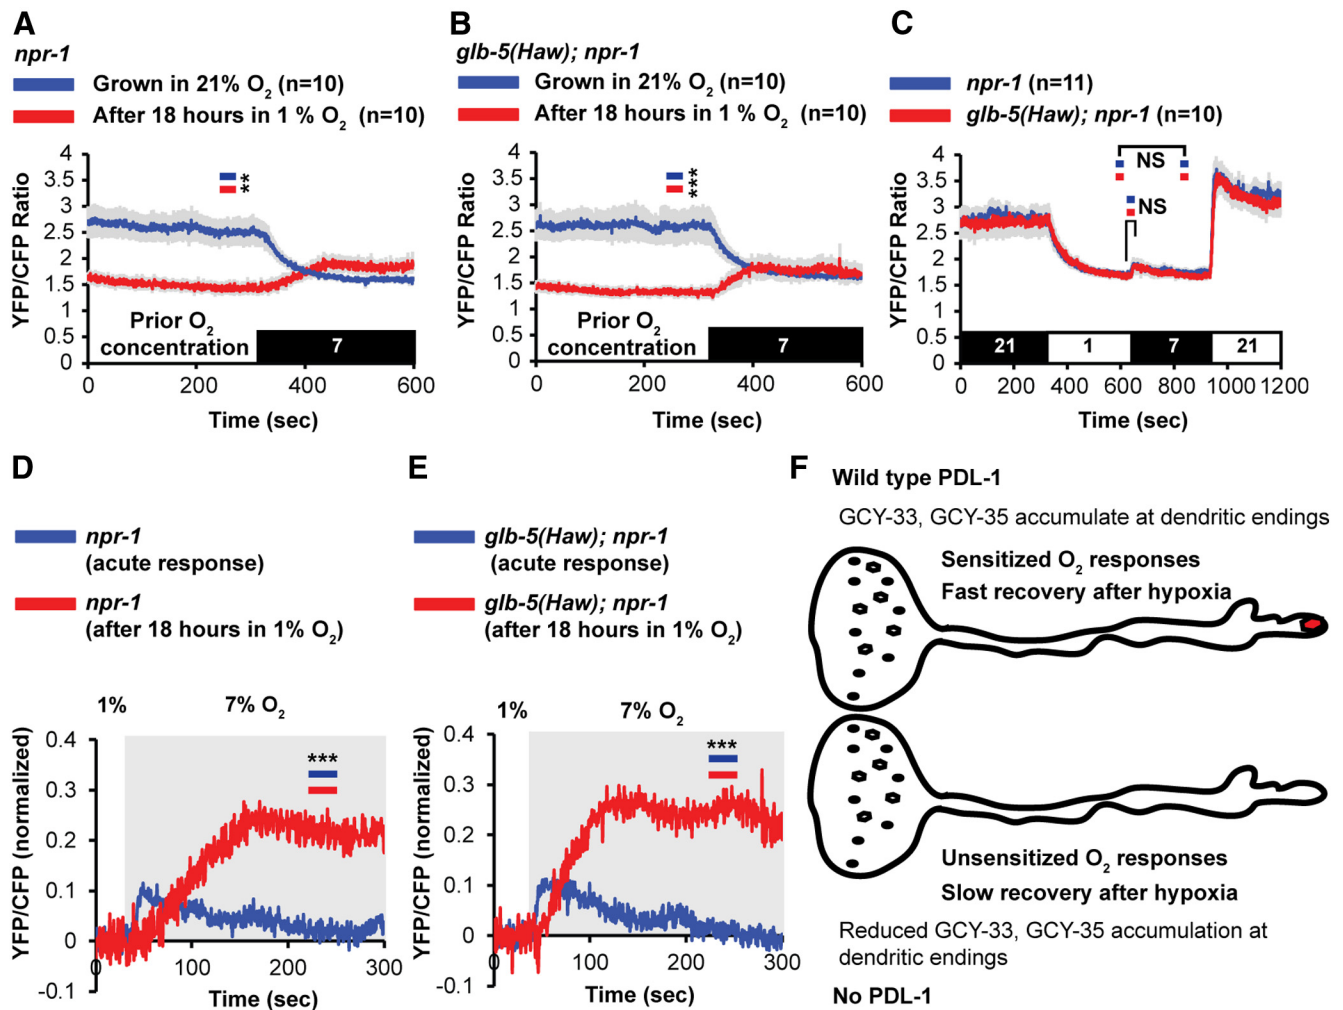 A
npr-1
Grown in 21% O2 (n=10)
After 18 hours in 1 % O2 (n=10)
YFP/CFP Ratio
4
3.5
3
2.5
2
1.5
1
0.5
0
**
Prior O2
concentration
7
0 200 400 600
Time (sec)
B
glb-5(Haw); npr-1
Grown in 21% O2 (n=10)
After 18 hours in 1 % O2 (n=10)
YFP/CFP Ratio
4
3.5
3
2.5
2
1.5
1
0.5
0
***
Prior O2
concentration
7
0 200 400 600
Time (sec)
C
npr-1 (n=11)
glb-5(Haw); npr-1 (n=10)
YFP/CFP Ratio
4
3.5
3
2.5
2
1.5
1
0.5
0
NS
NS
21 1 7 21
0 200 400 600 800 1000 1200
Time (sec)
D
npr-1
(acute response)
npr-1
(after 18 hours in 1% O2)
1% 7% O2
YFP/CFP (normalized)
0.4
0.3
0.2
0.1
0
-0.1
***
0 100 200 300
Time (sec)
E
glb-5(Haw); npr-1
(acute response)
glb-5(Haw); npr-1
(after 18 hours in 1% O2)
1% 7% O2
YFP/CFP (normalized)
0.4
0.3
0.2
0.1
0
-0.1
***
0 100 200 300
Time (sec)
F
Wild type PDL-1
GCY-33, GCY-35 accumulate at dendritic endings
Sensitized O2 responses
Fast recovery after hypoxia
Unsensitized O2 responses
Slow recovery after hypoxia
Reduced GCY-33, GCY-35 accumulation at
dendritic endings
No PDL-1